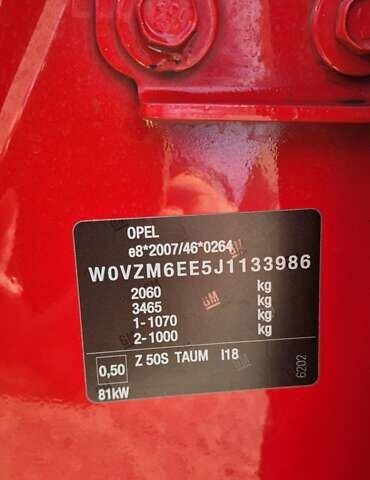 OPEL
e8*2007/46*0264
W0VZM6EE5J1133986
2060 kg
3465 kg
1-1070 kg
2-1000 kg
GM
0,50 Z 50S TAUM I18
81kW
6202